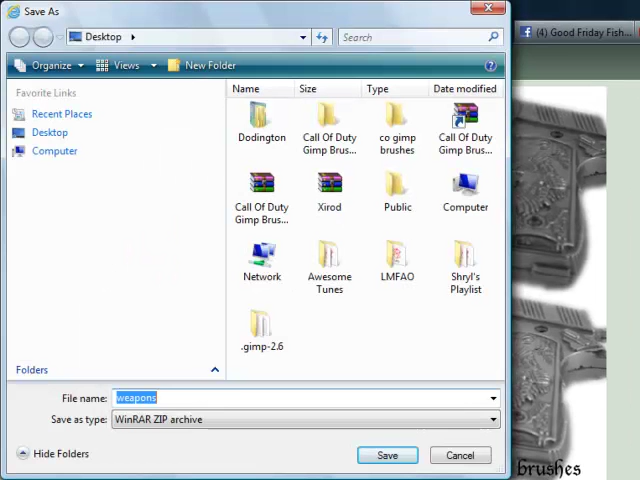 Save As
Desktop
Search
(4) Good Friday Fish...
Organize Views New Folder
Favorite Links
Recent Places
Desktop
Computer
Name Size Type Date modified
Dodington
Call Of Duty
Gimp Brus...
co gimp
brushes
Call Of Duty
Gimp Brus...
Call Of Duty
Gimp Brus...
Xirod
Public
Computer
Network
Awesome
Tunes
LMFAO
Shryl's
Playlist
.gimp-2.6
Folders
File name: weapons
Save as type: WinRAR ZIP archive
Hide Folders
Save
Cancel
brushes